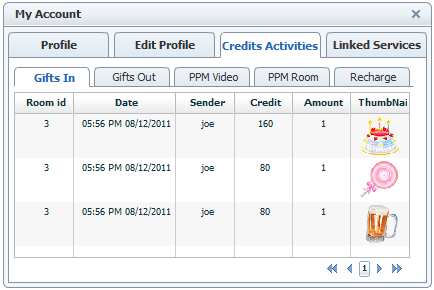 My Account
Profile Edit Profile Credits Activities Linked Services
Gifts In Gifts Out PPM Video PPM Room Recharge
Room id Date Sender Credit Amount ThumbNai
3 05:56 PM 08/12/2011 joe 160 1
3 05:56 PM 08/12/2011 joe 80 1
3 05:56 PM 08/12/2011 joe 80 1
1